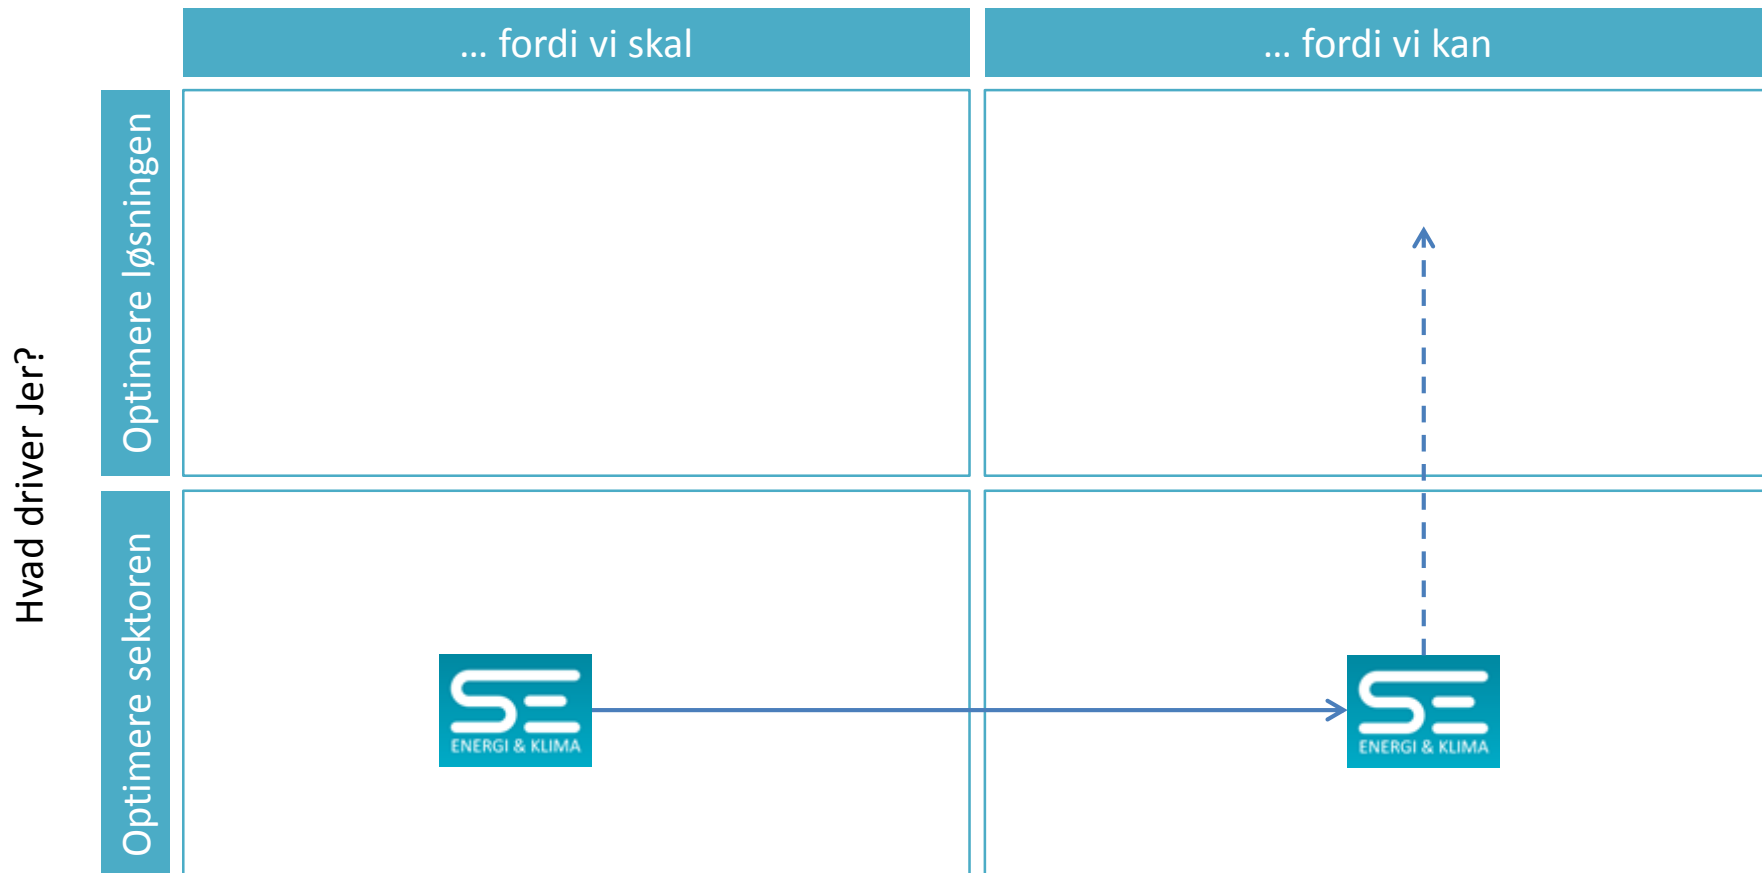 ... fordi vi skal
... fordi vi kan
Hvad driver Jer?
Optimere løsningen
Optimere sektoren
SE
ENERGI & KLIMA
SE
ENERGI & KLIMA